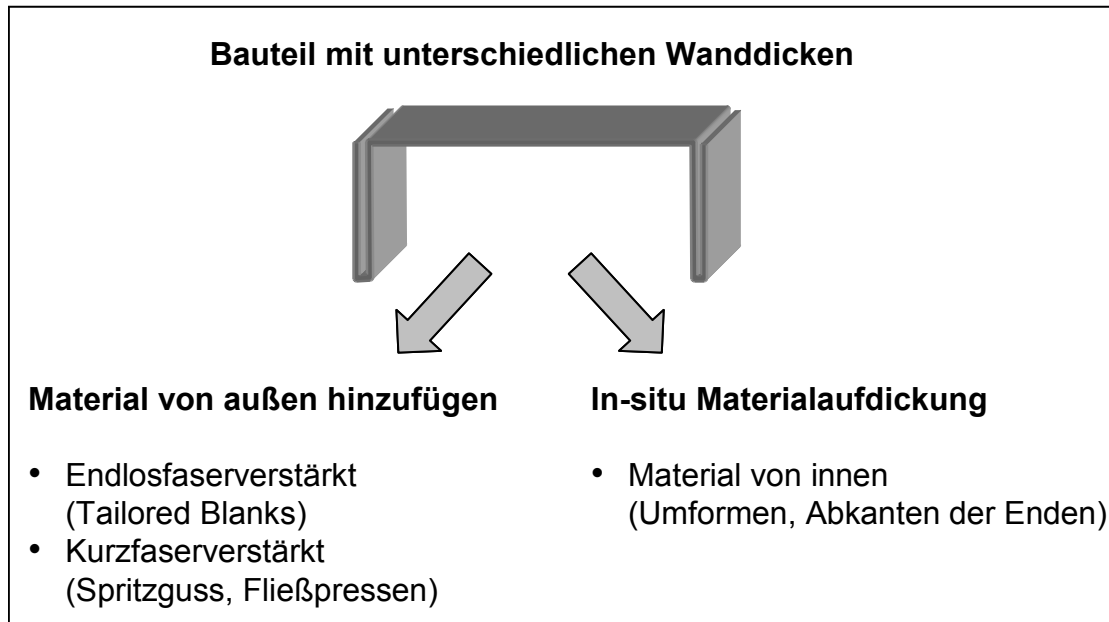 Bauteil mit unterschiedlichen Wanddicken
Material von außen hinzufügen
• Endlosfaserverstärkt
(Tailored Blanks)
• Kurzfaserverstärkt
(Spritzguss, Fließpressen)
In-situ Materialaufdickung
• Material von innen
(Umformen, Abkanten der Enden)